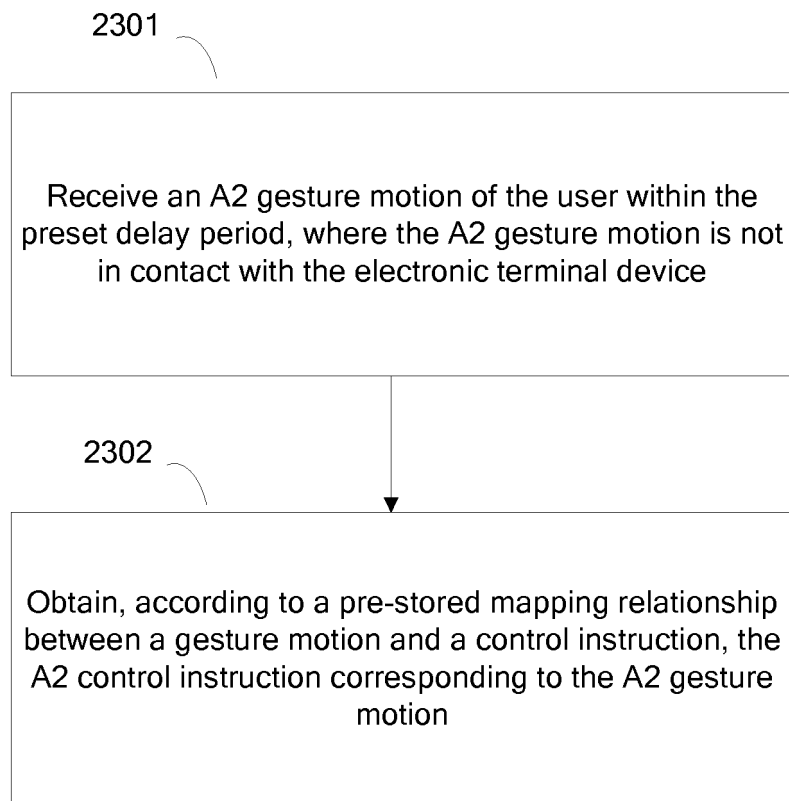 2301
Receive an A2 gesture motion of the user within the
preset delay period, where the A2 gesture motion is not
in contact with the electronic terminal device
2302
Obtain, according to a pre-stored mapping relationship
between a gesture motion and a control instruction, the
A2 control instruction corresponding to the A2 gesture
motion